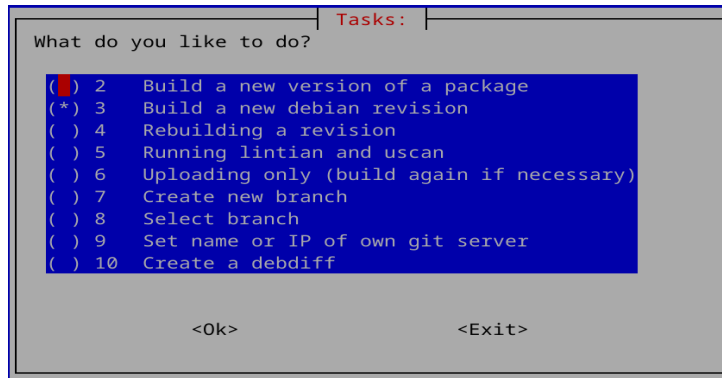 Tasks:
What do you like to do?
( ) 2 Build a new version of a package
(*) 3 Build a new debian revision
( ) 4 Rebuilding a revision
( ) 5 Running lintian and uscan
( ) 6 Uploading only (build again if necessary)
( ) 7 Create new branch
( ) 8 Select branch
( ) 9 Set name or IP of own git server
( ) 10 Create a debdiff
<Ok> <Exit>